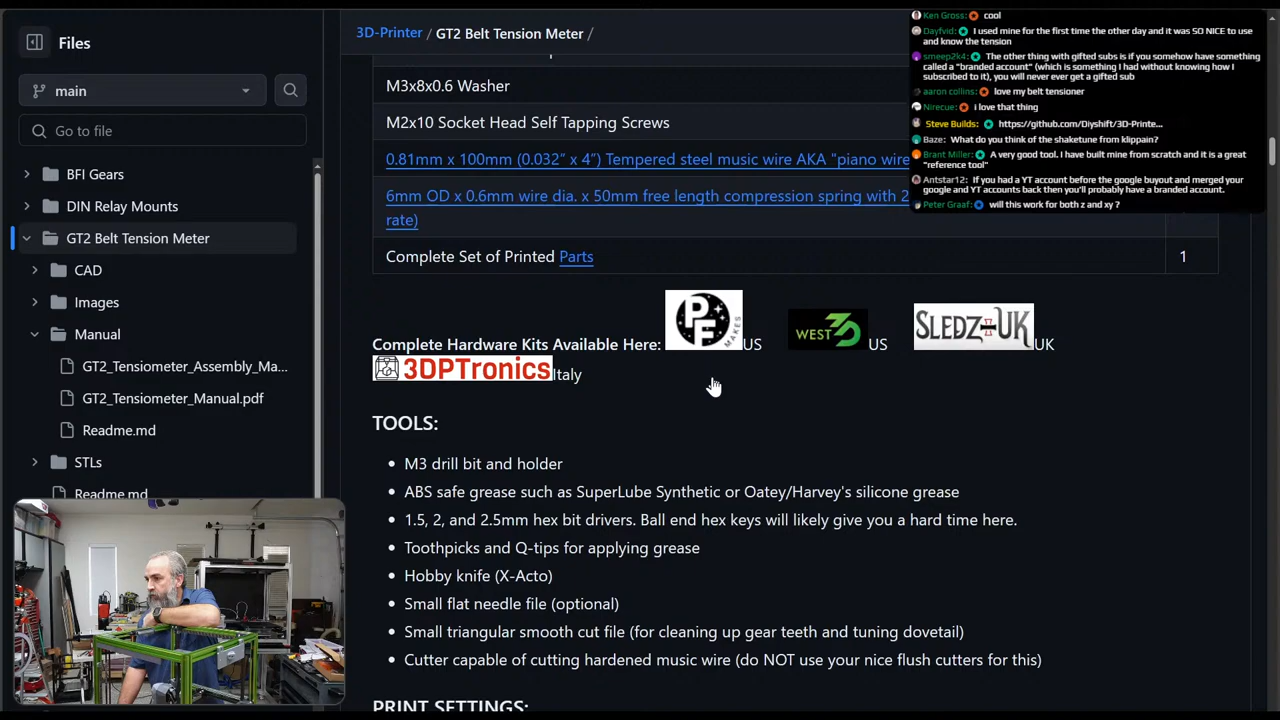 Files
main
Go to file
BFI Gears
DIN Relay Mounts
GT2 Belt Tension Meter
CAD
Images
Manual
GT2_Tensiometer_Assembly_Ma...
GT2_Tensiometer_Manual.pdf
Readme.md
STLs
Readme.md
3D-Printer / GT2 Belt Tension Meter /
M3x8x0.6 Washer
M2x10 Socket Head Self Tapping Screws
0.81mm x 100mm (0.032″ x 4″) Tempered steel music wire AKA "piano wire
6mm OD x 0.6mm wire dia. x 50mm free length compression spring with 2
rate)
Complete Set of Printed Parts 1
PF MAKES
WEST3D
SLEDZ-UK
Complete Hardware Kits Available Here: US US UK
3DPTronics Italy
TOOLS:
• M3 drill bit and holder
• ABS safe grease such as SuperLube Synthetic or Oatey/Harvey's silicone grease
• 1.5, 2, and 2.5mm hex bit drivers. Ball end hex keys will likely give you a hard time here.
• Toothpicks and Q-tips for applying grease
• Hobby knife (X-Acto)
• Small flat needle file (optional)
• Small triangular smooth cut file (for cleaning up gear teeth and tuning dovetail)
• Cutter capable of cutting hardened music wire (do NOT use your nice flush cutters for this)
PRINT SETTINGS:
Ken Gross: cool
Dayfvid: I used mine for the first time the other day and it was SO NICE to use
and know the tension
smeep2k4: The other thing with gifted subs is if you somehow have something
called a "branded account" (which is something I had without knowing how I
subscribed to it), you will never ever get a gifted sub
aaron collins: love my belt tensioner
Nirecue: i love that thing
Steve Builds: https://github.com/Diyshift/3D-Printe...
Baze: What do you think of the shaketune from klippain?
Brant Miller: A very good tool. I have built mine from scratch and it is a great
"reference tool"
Antstar12: If you had a YT account before the google buyout and merged your
google and YT accounts back then you'll probably have a branded account.
Peter Graaf: will this work for both z and xy ?